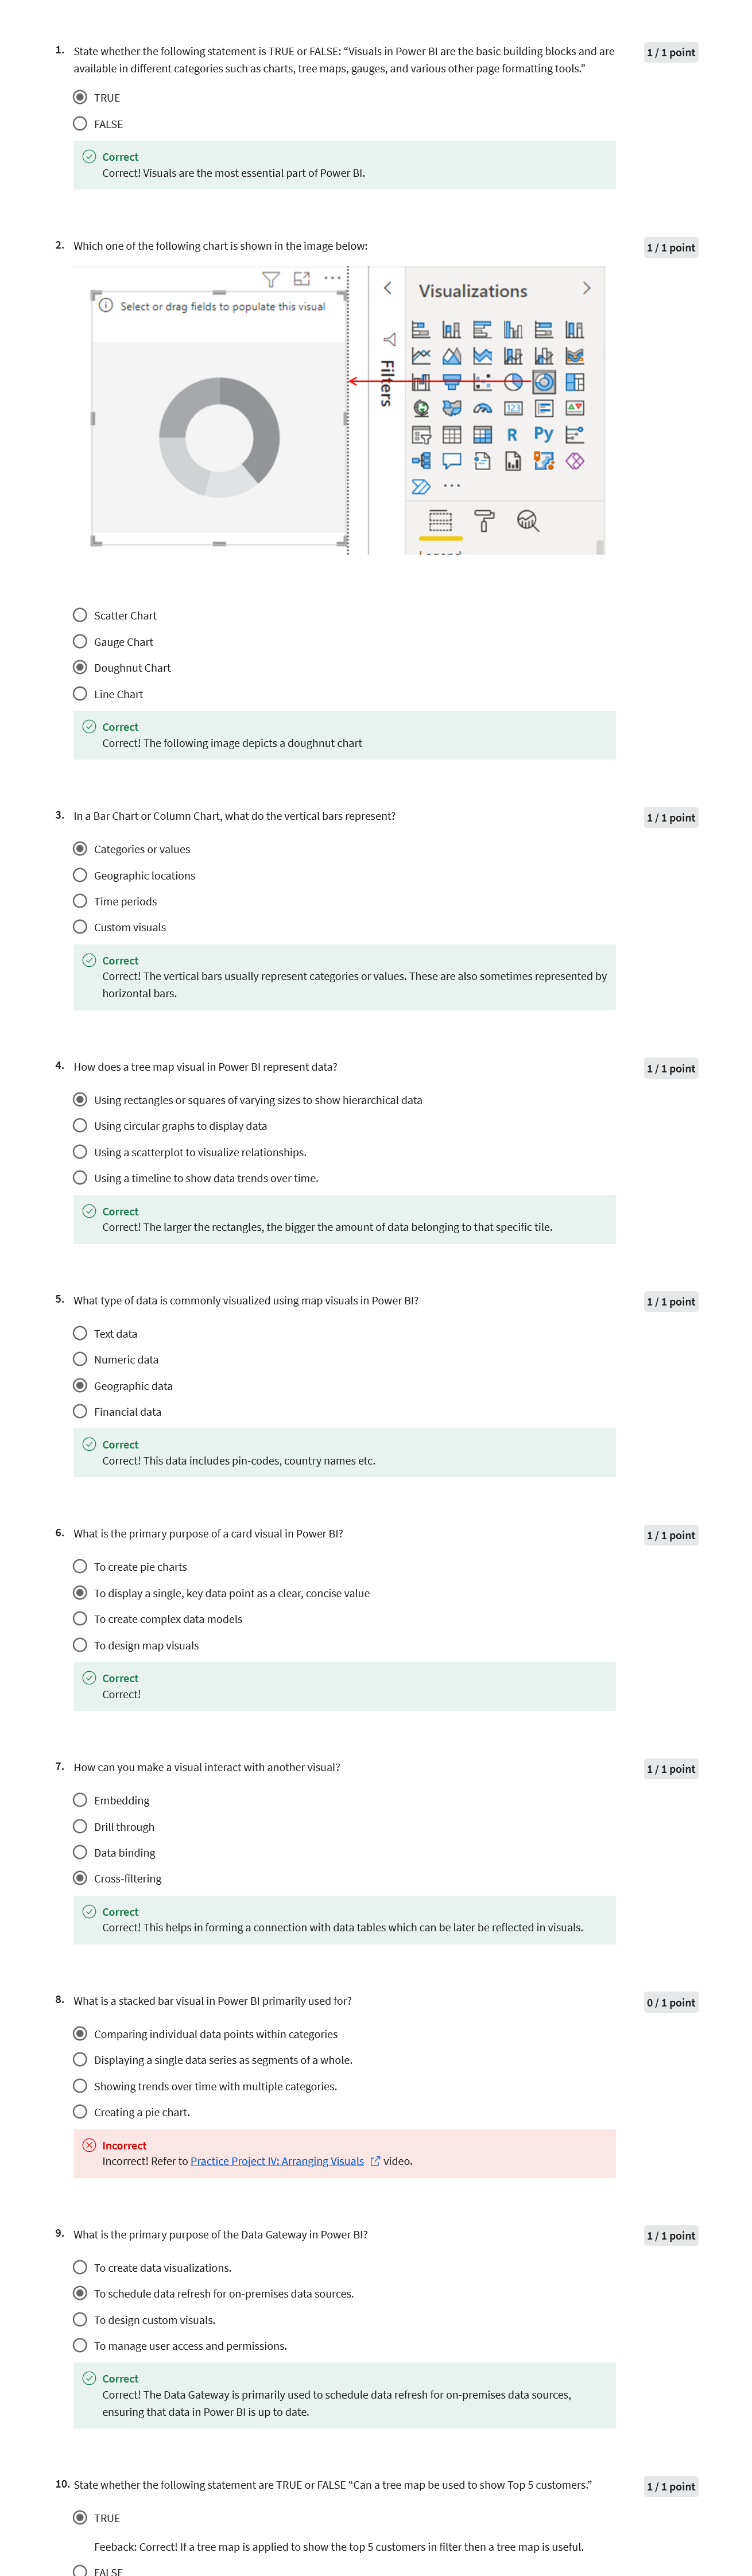 1. State whether the following statement is TRUE or FALSE: “Visuals in Power BI are the basic building blocks and are
available in different categories such as charts, tree maps, gauges, and various other page formatting tools.”
1 / 1 point
TRUE
FALSE
Correct
Correct! Visuals are the most essential part of Power BI.
2. Which one of the following chart is shown in the image below:
1 / 1 point
Select or drag fields to populate this visual
Filters
Visualizations
123
R
Py
Scatter Chart
Gauge Chart
Doughnut Chart
Line Chart
Correct
Correct! The following image depicts a doughnut chart
3. In a Bar Chart or Column Chart, what do the vertical bars represent?
1 / 1 point
Categories or values
Geographic locations
Time periods
Custom visuals
Correct
Correct! The vertical bars usually represent categories or values. These are also sometimes represented by
horizontal bars.
4. How does a tree map visual in Power BI represent data?
1 / 1 point
Using rectangles or squares of varying sizes to show hierarchical data
Using circular graphs to display data
Using a scatterplot to visualize relationships.
Using a timeline to show data trends over time.
Correct
Correct! The larger the rectangles, the bigger the amount of data belonging to that specific tile.
5. What type of data is commonly visualized using map visuals in Power BI?
1 / 1 point
Text data
Numeric data
Geographic data
Financial data
Correct
Correct! This data includes pin-codes, country names etc.
6. What is the primary purpose of a card visual in Power BI?
1 / 1 point
To create pie charts
To display a single, key data point as a clear, concise value
To create complex data models
To design map visuals
Correct
Correct!
7. How can you make a visual interact with another visual?
1 / 1 point
Embedding
Drill through
Data binding
Cross-filtering
Correct
Correct! This helps in forming a connection with data tables which can be later be reflected in visuals.
8. What is a stacked bar visual in Power BI primarily used for?
0 / 1 point
Comparing individual data points within categories
Displaying a single data series as segments of a whole.
Showing trends over time with multiple categories.
Creating a pie chart.
Incorrect
Incorrect! Refer to Practice Project IV: Arranging Visuals video.
9. What is the primary purpose of the Data Gateway in Power BI?
1 / 1 point
To create data visualizations.
To schedule data refresh for on-premises data sources.
To design custom visuals.
To manage user access and permissions.
Correct
Correct! The Data Gateway is primarily used to schedule data refresh for on-premises data sources,
ensuring that data in Power BI is up to date.
10. State whether the following statement are TRUE or FALSE “Can a tree map be used to show Top 5 customers.”
1 / 1 point
TRUE
Feeback: Correct! If a tree map is applied to show the top 5 customers in filter then a tree map is useful.
FALSE